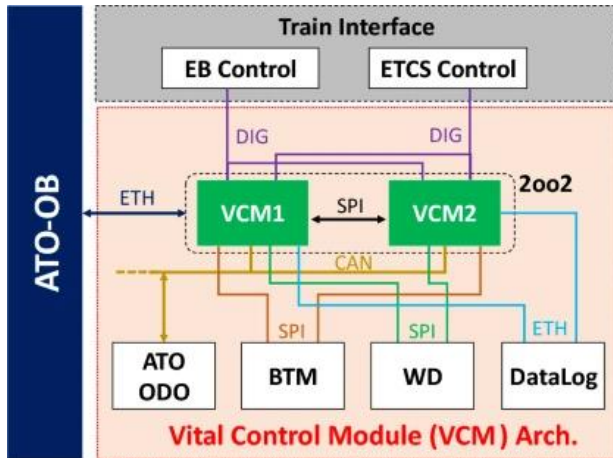 Train Interface
EB Control
ETCS Control
DIG
DIG
2oo2
ATO-OB
ETH
VCM1
SPI
VCM2
CAN
SPI
SPI
ETH
ATO
ODO
BTM
WD
DataLog
Vital Control Module (VCM) Arch.